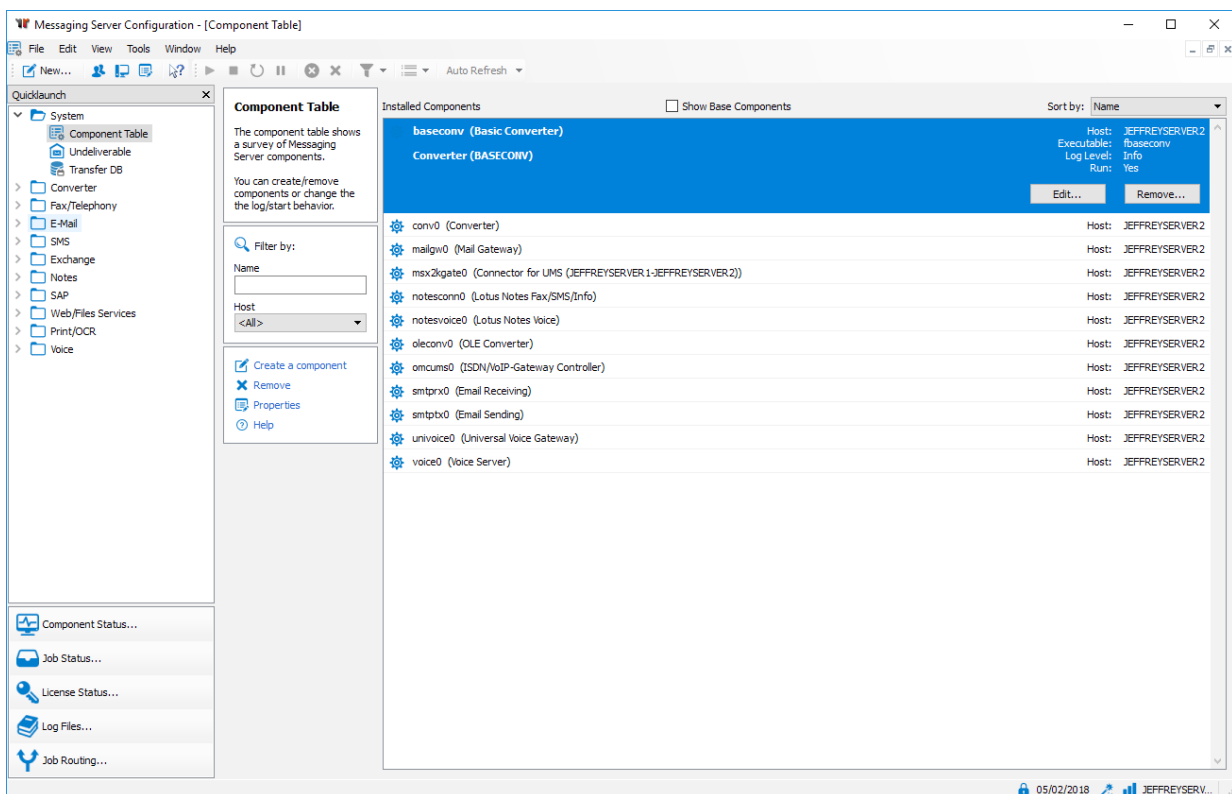 Messaging Server Configuration - [Component Table]
File Edit View Tools Window Help
New... Auto Refresh
Quicklaunch
System
Component Table
Undeliverable
Transfer DB
Converter
Fax/Telephony
E-Mail
SMS
Exchange
Notes
SAP
Web/Files Services
Print/OCR
Voice
Component Status...
Job Status...
License Status...
Log Files...
Job Routing...
Component Table
The component table shows
a survey of Messaging
Server components.
You can create/remove
components or change the
the log/start behavior.
Filter by:
Name
Host
<All>
Create a component
Remove
Properties
Help
Installed Components Show Base Components Sort by: Name
baseconv (Basic Converter) Host: JEFFREYSERVER2
Executable: fbaseconv
Converter (BASECONV) Log Level: Info
Run: Yes
Edit... Remove...
conv0 (Converter) Host: JEFFREYSERVER2
mailgw0 (Mail Gateway) Host: JEFFREYSERVER2
msx2kgate0 (Connector for UMS (JEFFREYSERVER1-JEFFREYSERVER2)) Host: JEFFREYSERVER2
notesconn0 (Lotus Notes Fax/SMS/Info) Host: JEFFREYSERVER2
notesvoice0 (Lotus Notes Voice) Host: JEFFREYSERVER2
oleconv0 (OLE Converter) Host: JEFFREYSERVER2
omcums0 (ISDN/VoIP-Gateway Controller) Host: JEFFREYSERVER2
smtprx0 (Email Receiving) Host: JEFFREYSERVER2
smtptx0 (Email Sending) Host: JEFFREYSERVER2
univoice0 (Universal Voice Gateway) Host: JEFFREYSERVER2
voice0 (Voice Server) Host: JEFFREYSERVER2
05/02/2018 JEFFREYSERV...